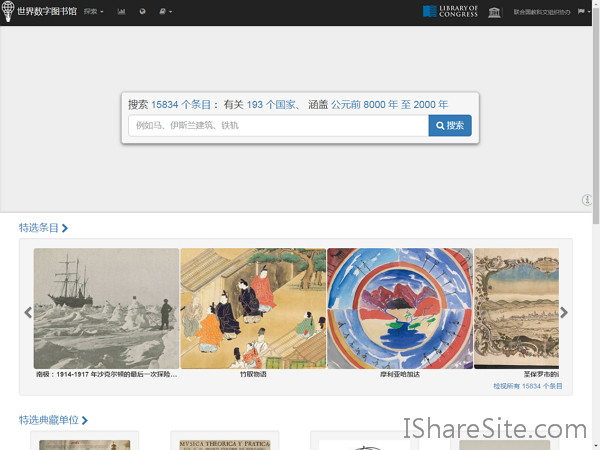 世界数字图书馆 探索 LIBRARY OF CONGRESS 联合国教科文组织协办
搜索 15834 个条目： 有关 193 个国家、 涵盖 公元前 8000 年 至 2000 年
例如马、伊斯兰建筑、铁轨 搜索
特选条目
南极：1914-1917 年沙克尔顿的最后一次探险... 竹取物语 摩利亚哈加达 圣保罗市的
检视所有 15834 个条目
特选典藏单位
MUSICA THEORICA Y PRATICA
IShareSite.com